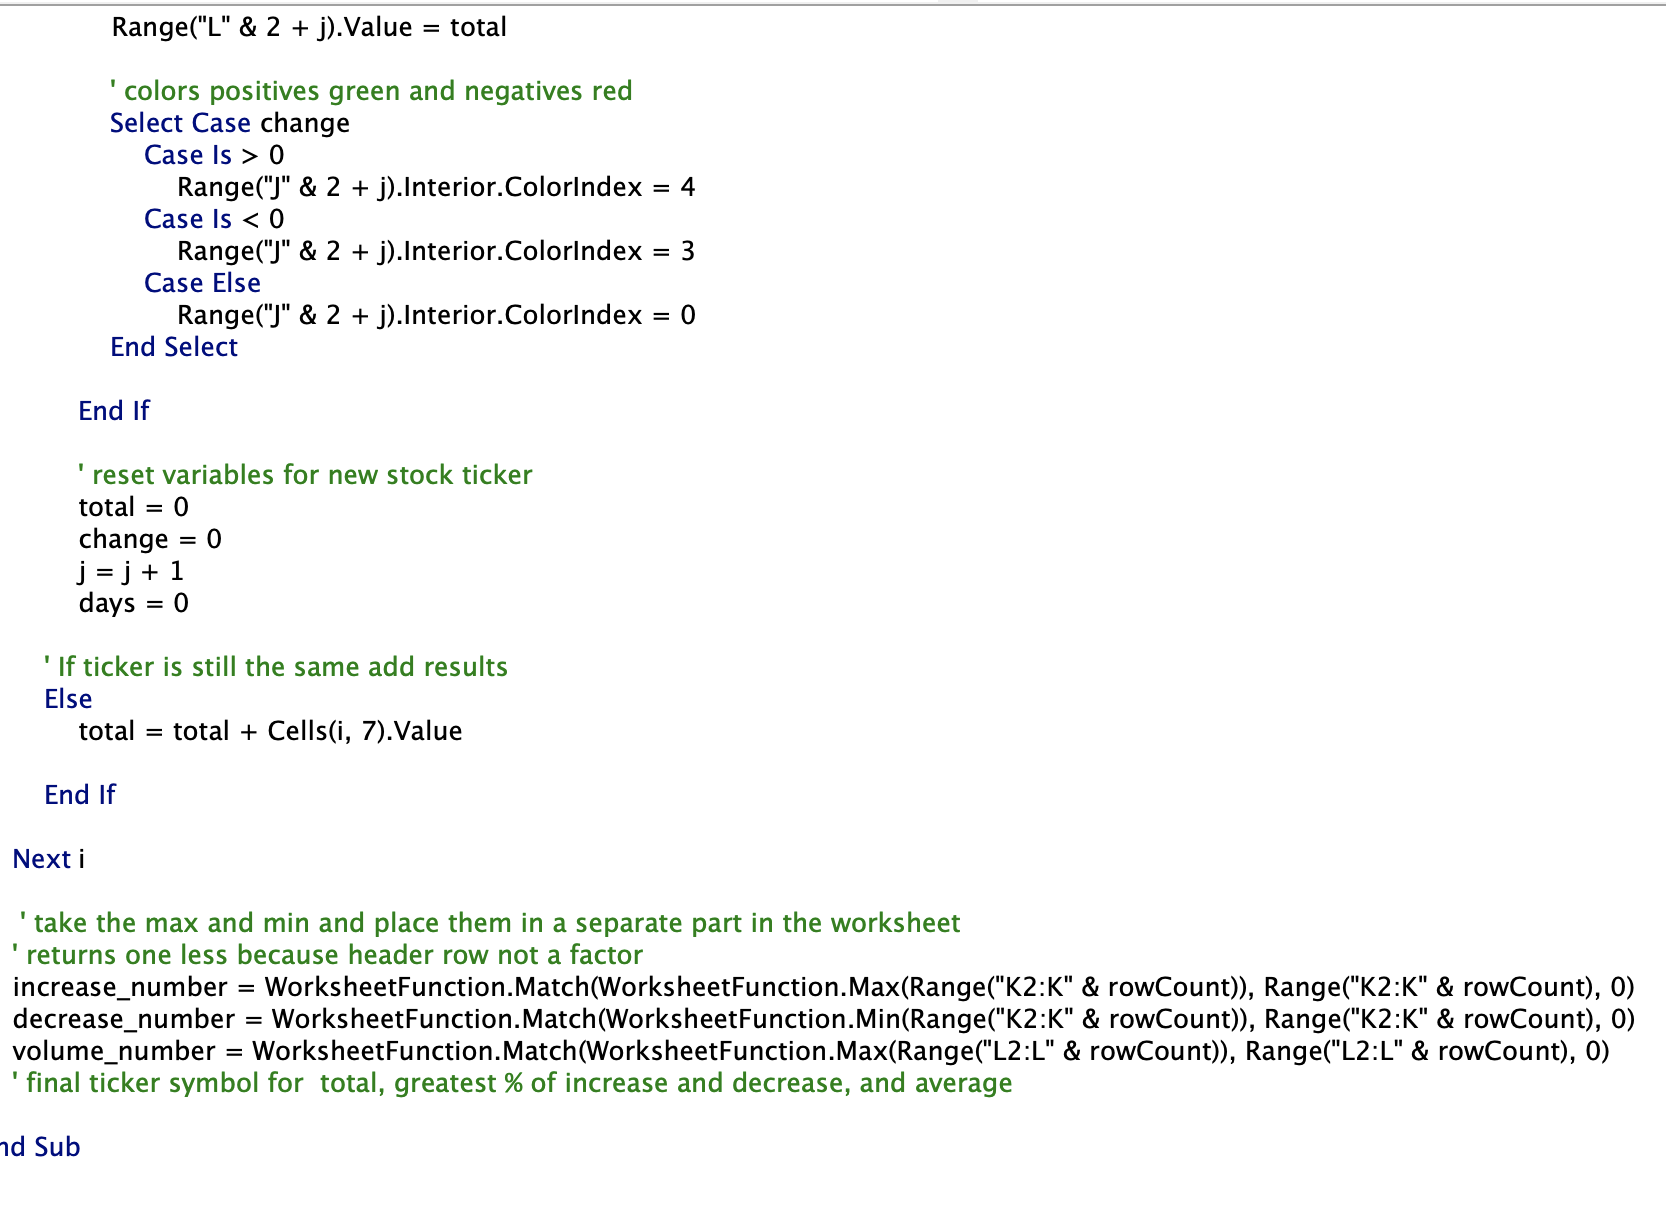 Range("L" & 2 + j).Value = total
' colors positives green and negatives red
Select Case change
Case Is > 0
Range("J" & 2 + j).Interior.ColorIndex = 4
Case Is < 0
Range("J" & 2 + j).Interior.ColorIndex = 3
Case Else
Range("J" & 2 + j).Interior.ColorIndex = 0
End Select
End If
' reset variables for new stock ticker
total = 0
change = 0
j = j + 1
days = 0
' If ticker is still the same add results
Else
total = total + Cells(i, 7).Value
End If
Next i
' take the max and min and place them in a separate part in the worksheet
' returns one less because header row not a factor
increase_number = WorksheetFunction.Match(WorksheetFunction.Max(Range("K2:K" & rowCount)), Range("K2:K" & rowCount), 0)
decrease_number = WorksheetFunction.Match(WorksheetFunction.Min(Range("K2:K" & rowCount)), Range("K2:K" & rowCount), 0)
volume_number = WorksheetFunction.Match(WorksheetFunction.Max(Range("L2:L" & rowCount)), Range("L2:L" & rowCount), 0)
' final ticker symbol for  total, greatest % of increase and decrease, and average
nd Sub